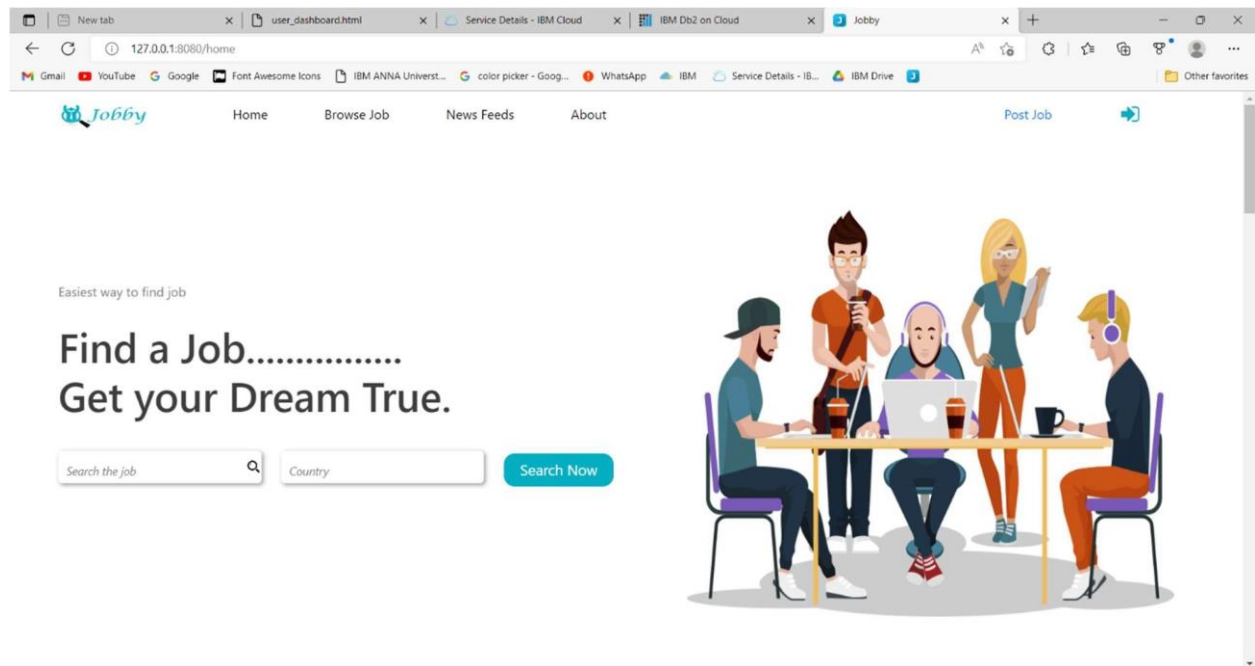 New tab
user_dashboard.html
Service Details - IBM Cloud
IBM Db2 on Cloud
Jobby
127.0.0.1:8080/home
Gmail YouTube Google Font Awesome Icons IBM ANNA Universt... color picker - Goog... WhatsApp IBM Service Details - IB... IBM Drive Other favorites
Jobby Home Browse Job News Feeds About Post Job
Easiest way to find job
Find a Job...............
Get your Dream True.
Search the job Country Search Now